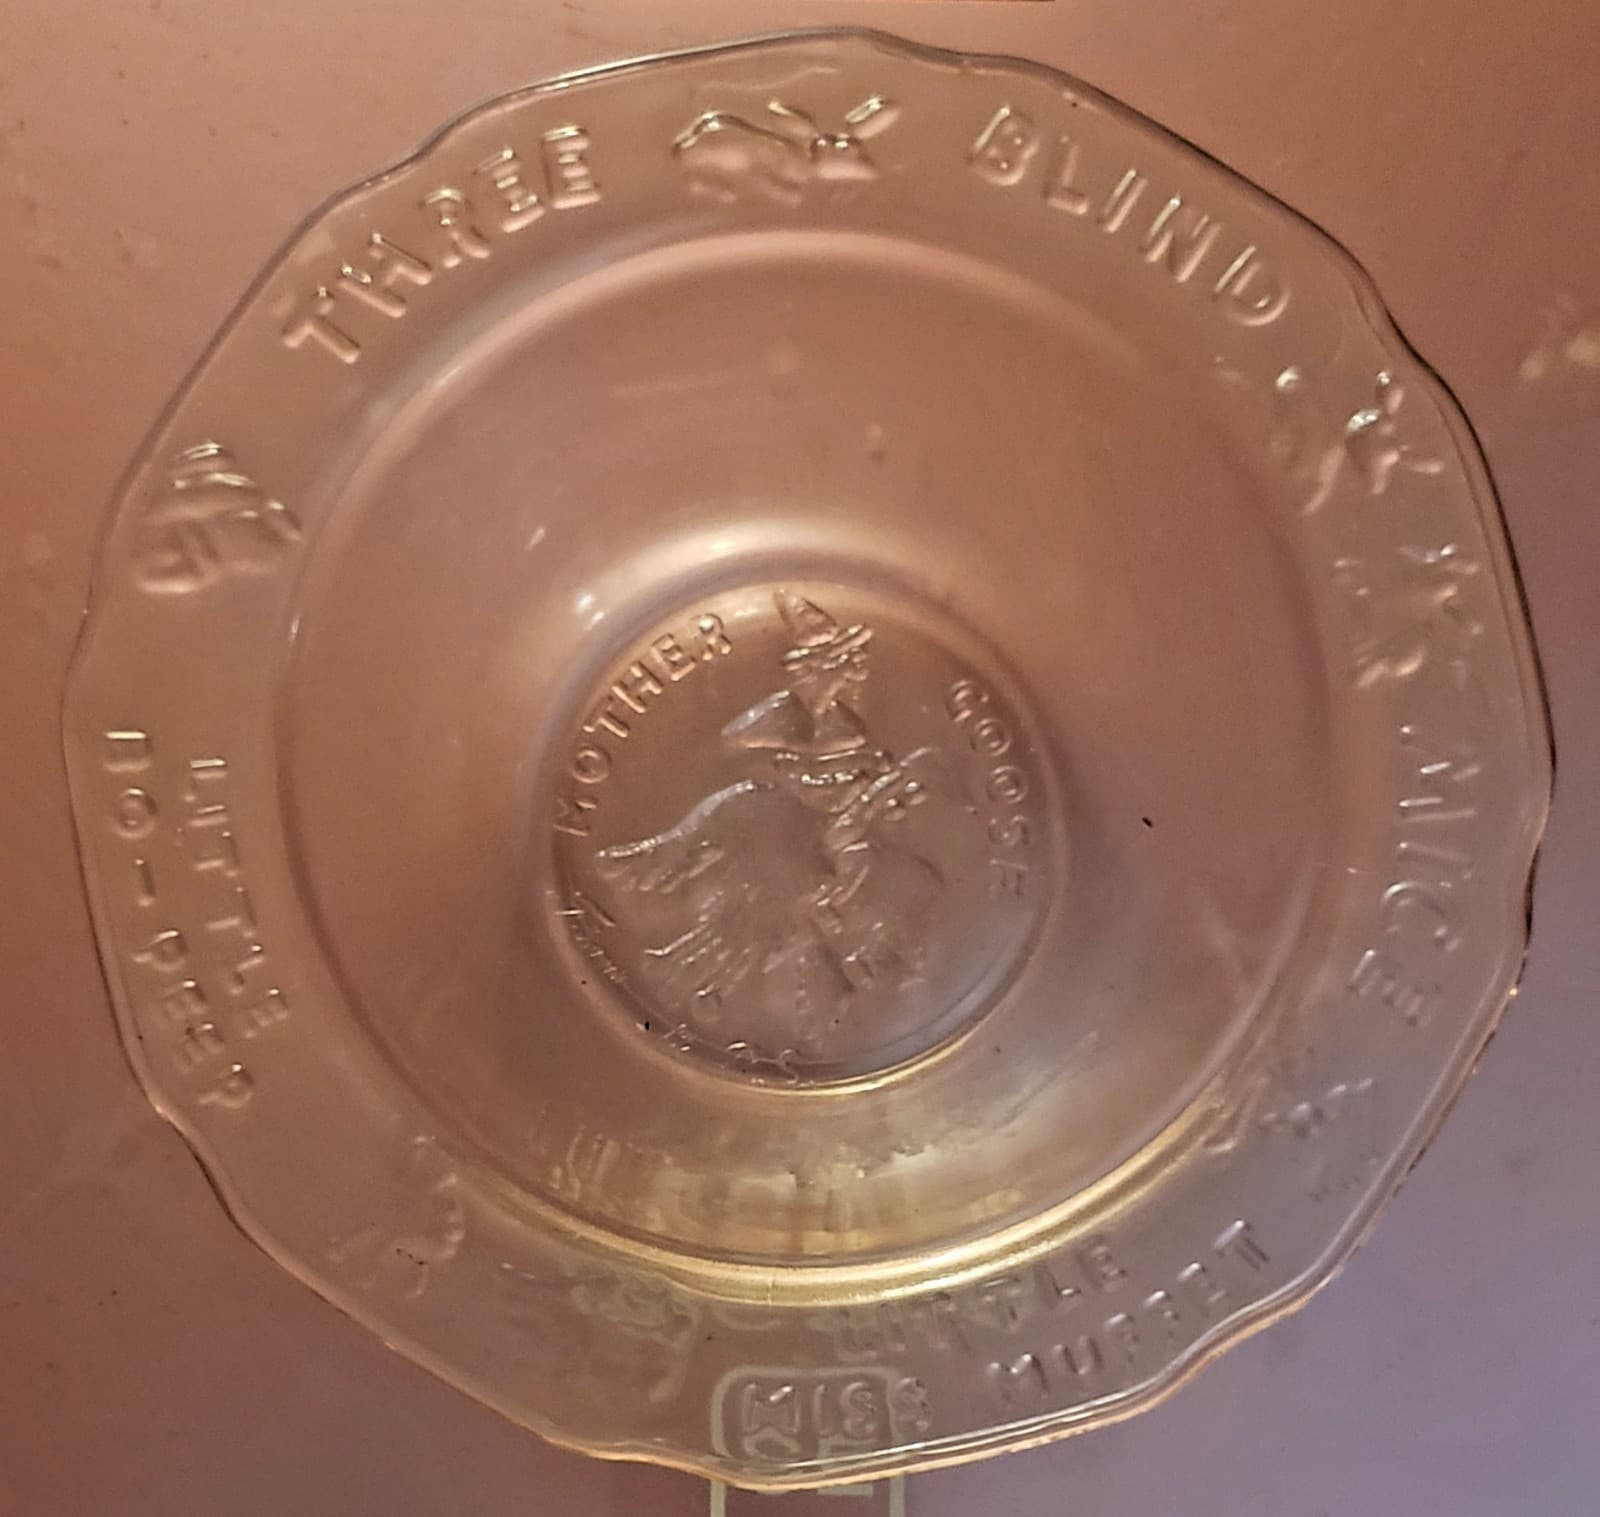 THREE BLIND MICE
LITTLE
MISS MUFFET
LITTLE
BO-PEEP
MOTHER GOOSE